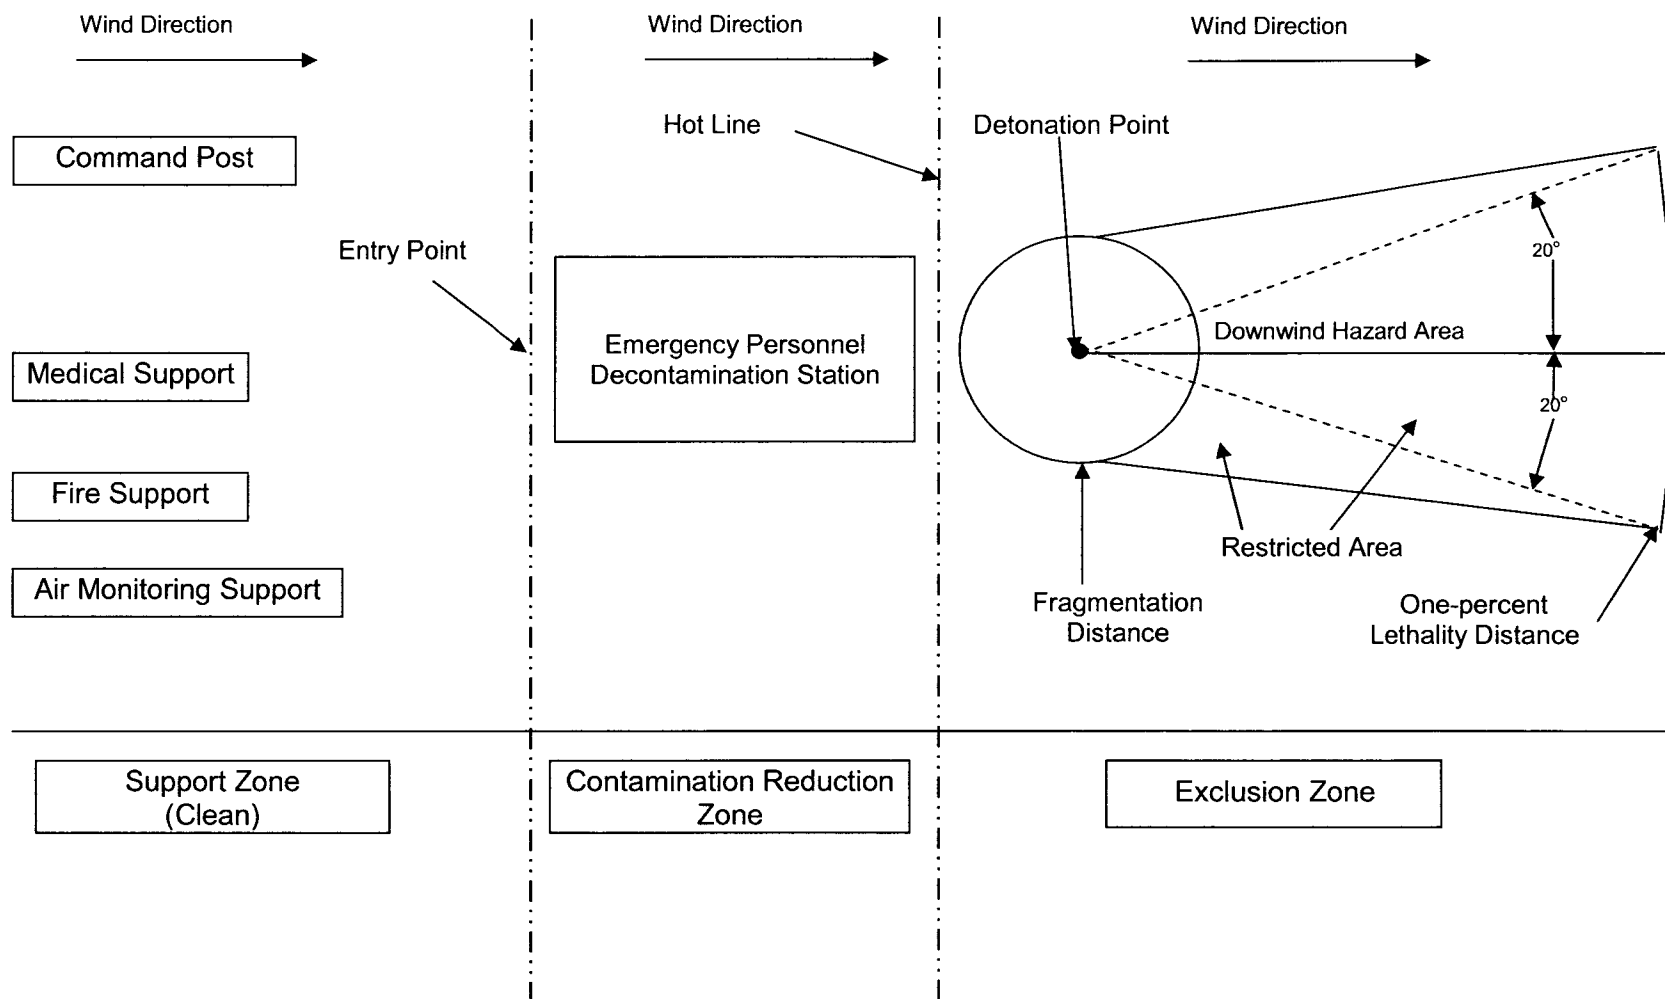 Wind Direction
Wind Direction
Wind Direction
Hot Line
Detonation Point
Command Post
Entry Point
20°
Downwind Hazard Area
Emergency Personnel
Decontamination Station
Medical Support
20°
Fire Support
Restricted Area
Air Monitoring Support
Fragmentation
Distance
One-percent
Lethality Distance
Support Zone
(Clean)
Contamination Reduction
Zone
Exclusion Zone